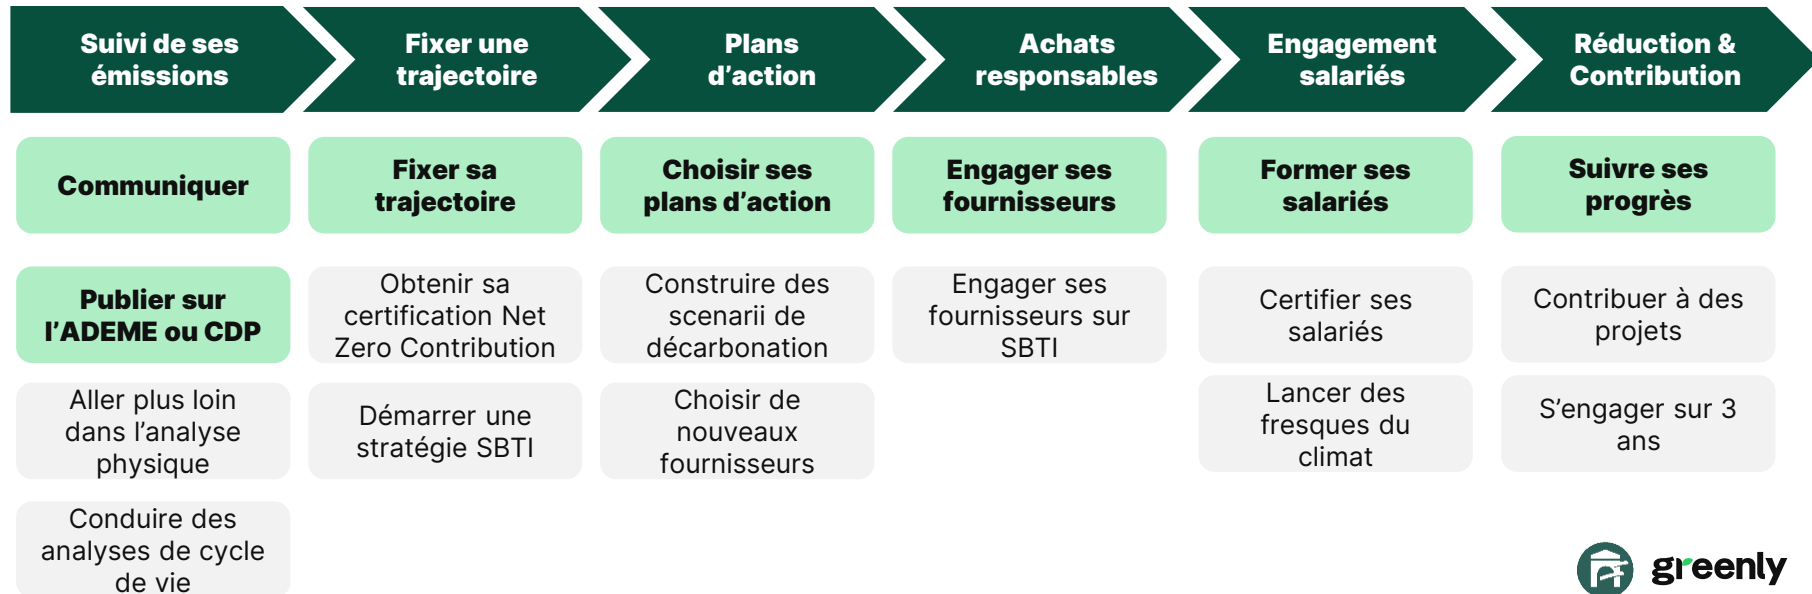 Suivi de ses
émissions
Fixer une
trajectoire
Plans
d'action
Achats
responsables
Engagement
salariés
Réduction &
Contribution
Communiquer
Fixer sa
trajectoire
Choisir ses
plans d'action
Engager ses
fournisseurs
Former ses
salariés
Suivre ses
progrès
Publier sur
l'ADEME ou CDP
Obtenir sa
certification Net
Zero Contribution
Construire des
scenarii de
décarbonation
Engager ses
fournisseurs sur
SBTI
Certifier ses
salariés
Contribuer à des
projets
Aller plus loin
dans l'analyse
physique
Démarrer une
stratégie SBTI
Choisir de
nouveaux
fournisseurs
Lancer des
fresques du
climat
S'engager sur 3
ans
Conduire des
analyses de cycle
de vie
greenly